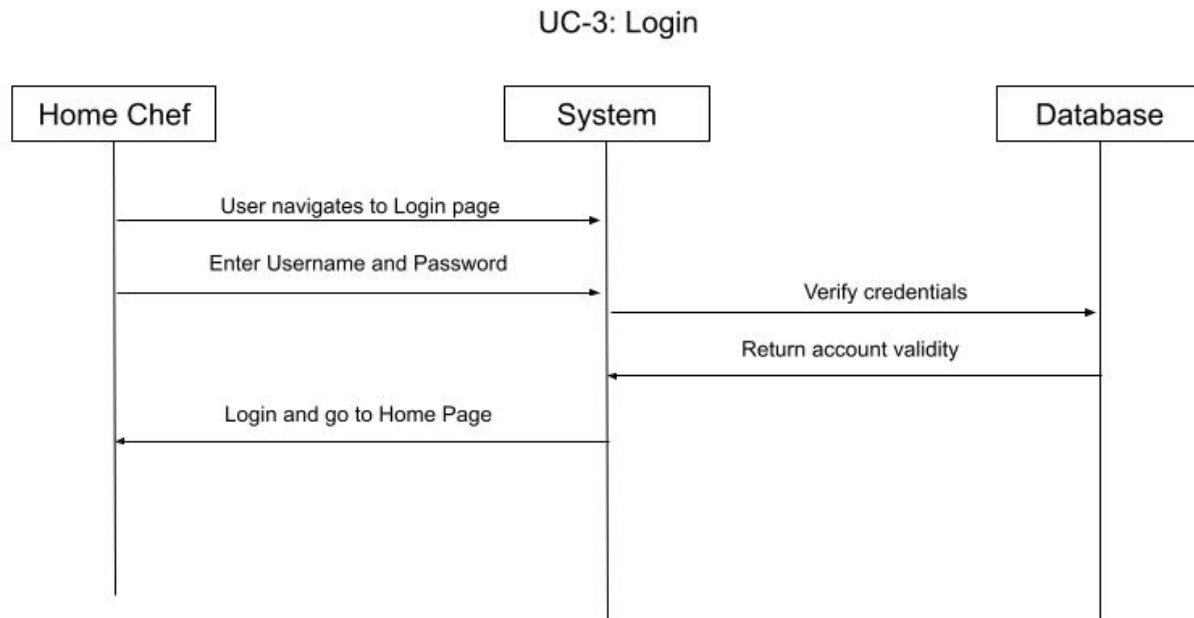 UC-3: Login
Home Chef
System
Database
User navigates to Login page
Enter Username and Password
Verify credentials
Return account validity
Login and go to Home Page